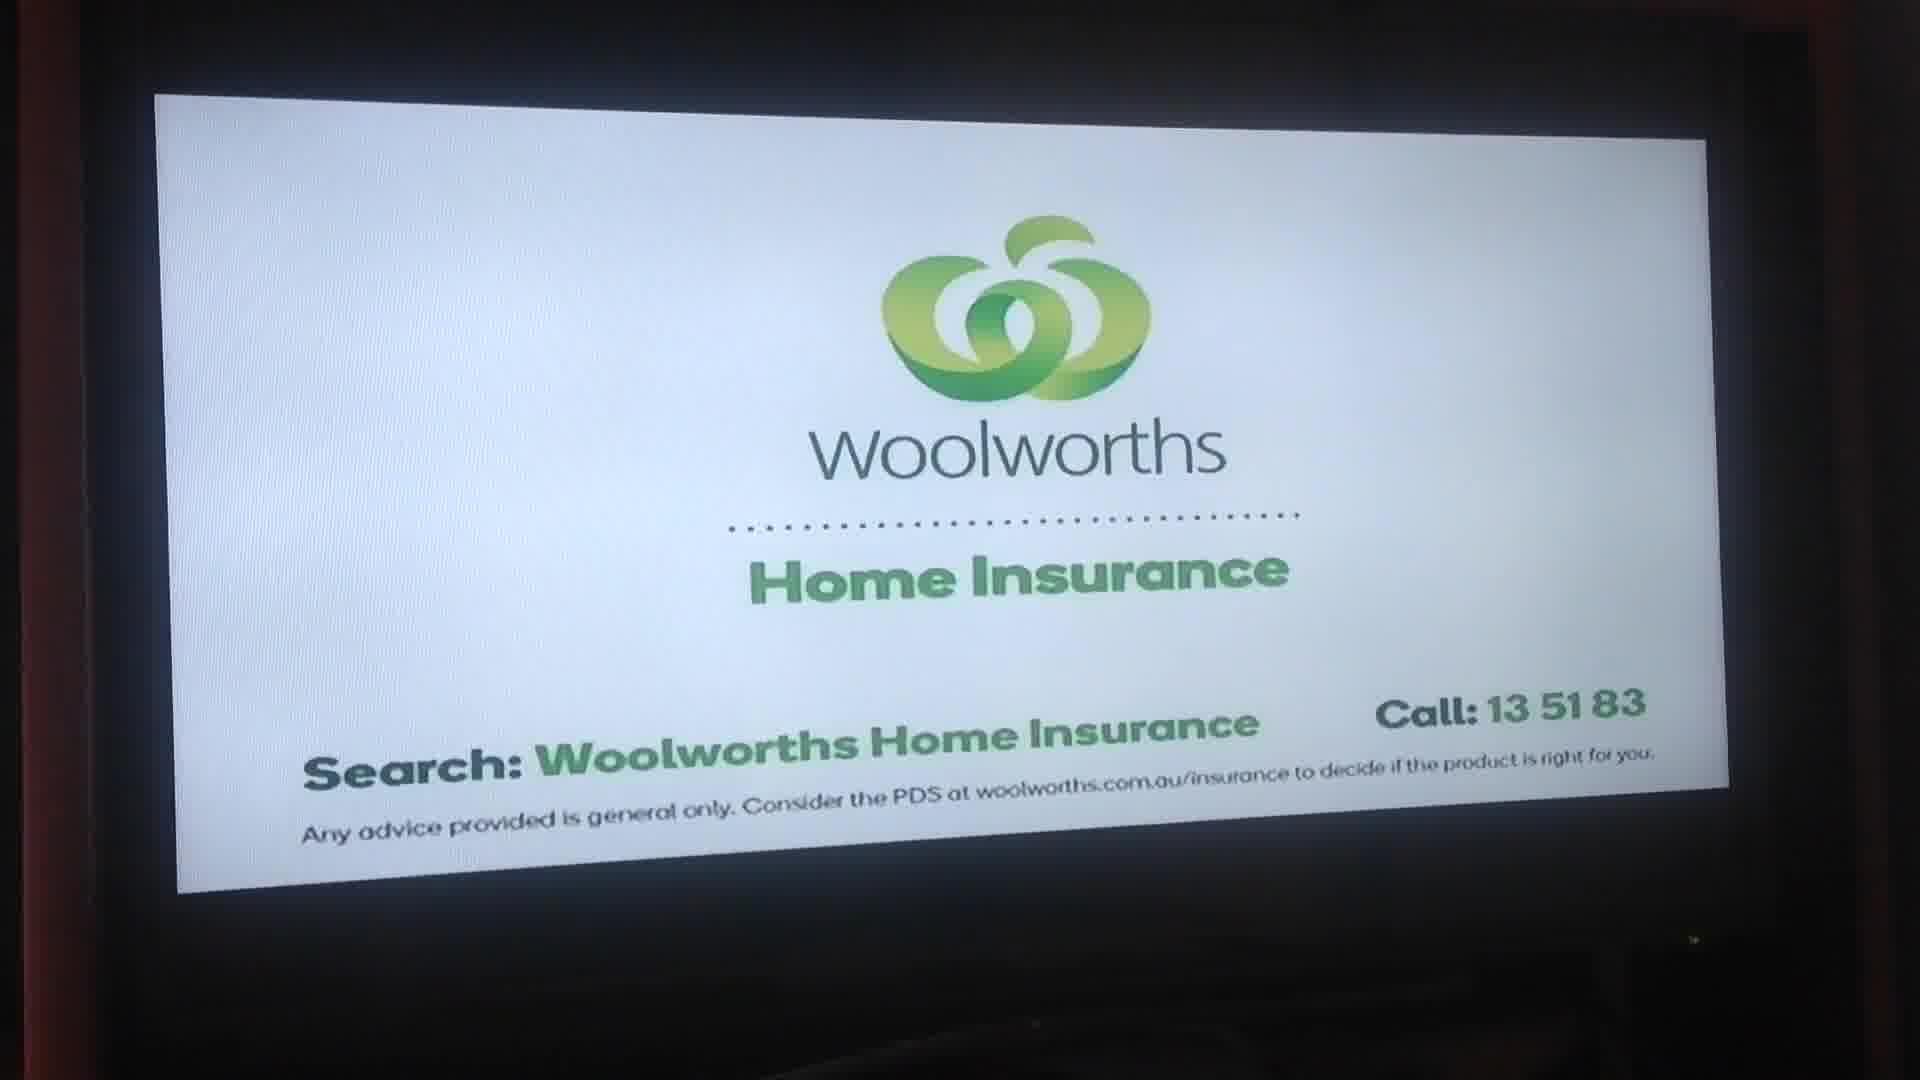 Woolworths
Home Insurance
Search: Woolworths Home Insurance
Call: 13 51 83
Any advice provided is general only. Consider the PDS at woolworths.com.au/insurance to decide if the product is right for you.